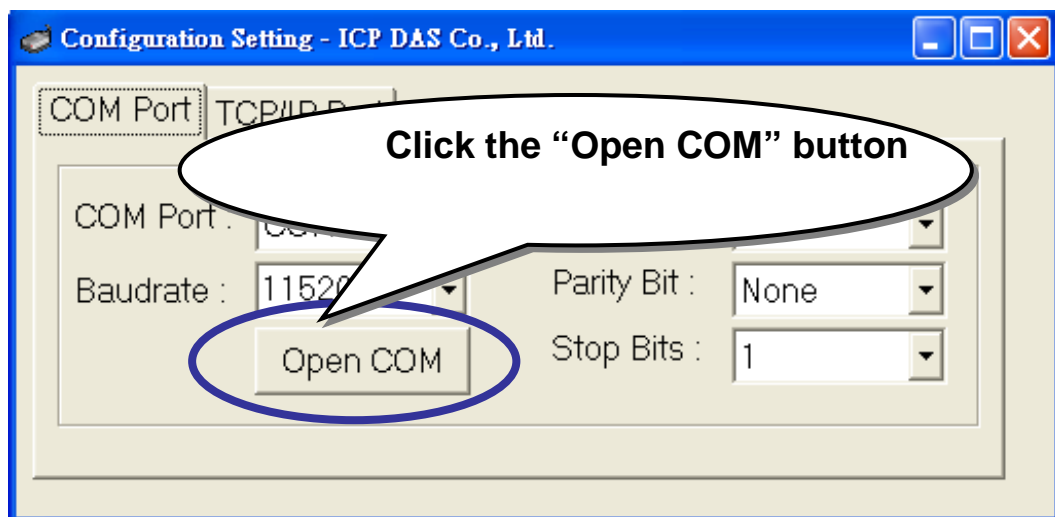 Configuration Setting - ICP DAS Co., Ltd.
COM Port
Click the “Open COM” button
COM Port :
Baudrate :
Parity Bit : None
Open COM
Stop Bits : 1